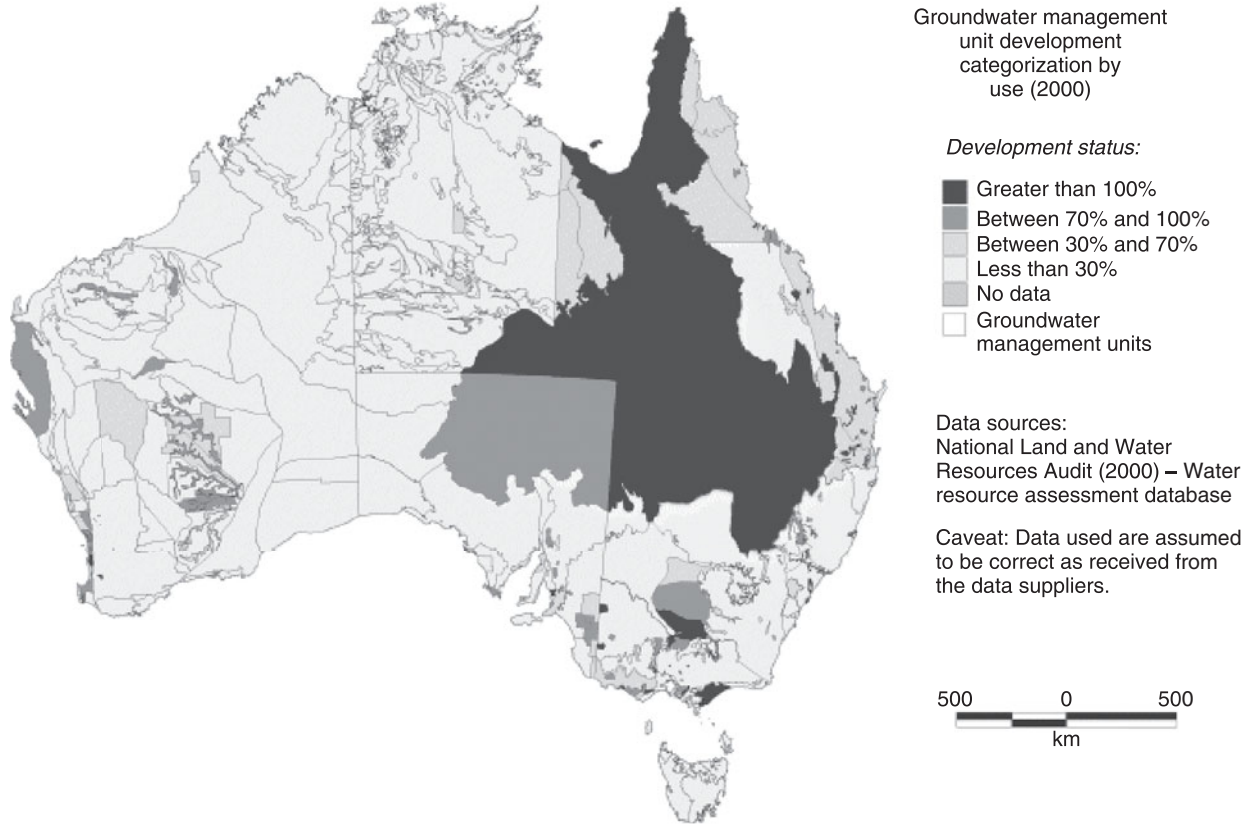 Groundwater management
unit development
categorization by
use (2000)
Development status:
Greater than 100%
Between 70% and 100%
Between 30% and 70%
Less than 30%
No data
Groundwater
management units
Data sources:
National Land and Water
Resources Audit (2000) – Water
resource assessment database
Caveat: Data used are assumed
to be correct as received from
the data suppliers.
500 0 500
km